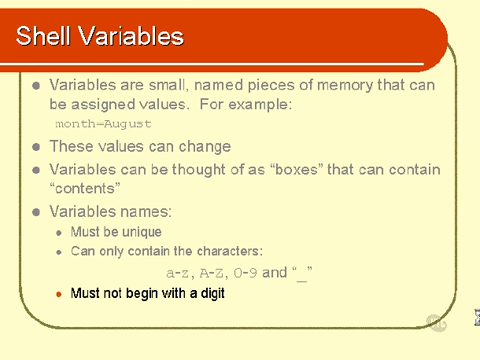 Shell Variables
Variables are small, named pieces of memory that can
be assigned values. For example:
month=August
These values can change
Variables can be thought of as “boxes” that can contain
“contents”
Variables names:
Must be unique
Can only contain the characters:
a-z, A-Z, 0-9 and “_”
Must not begin with a digit